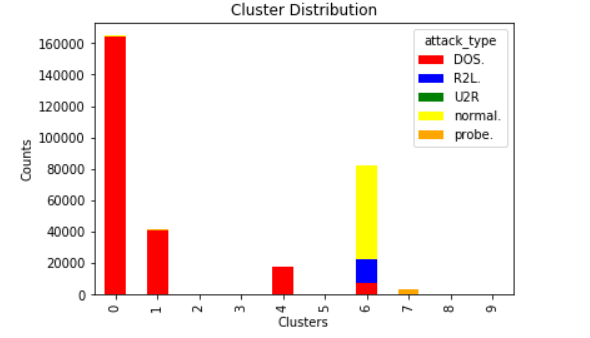 Cluster Distribution
attack_type
DOS.
R2L.
U2R
normal.
probe.
Counts
160000
140000
120000
100000
80000
60000
40000
20000
0
0 1 2 3 4 5 6 7 8 9
Clusters